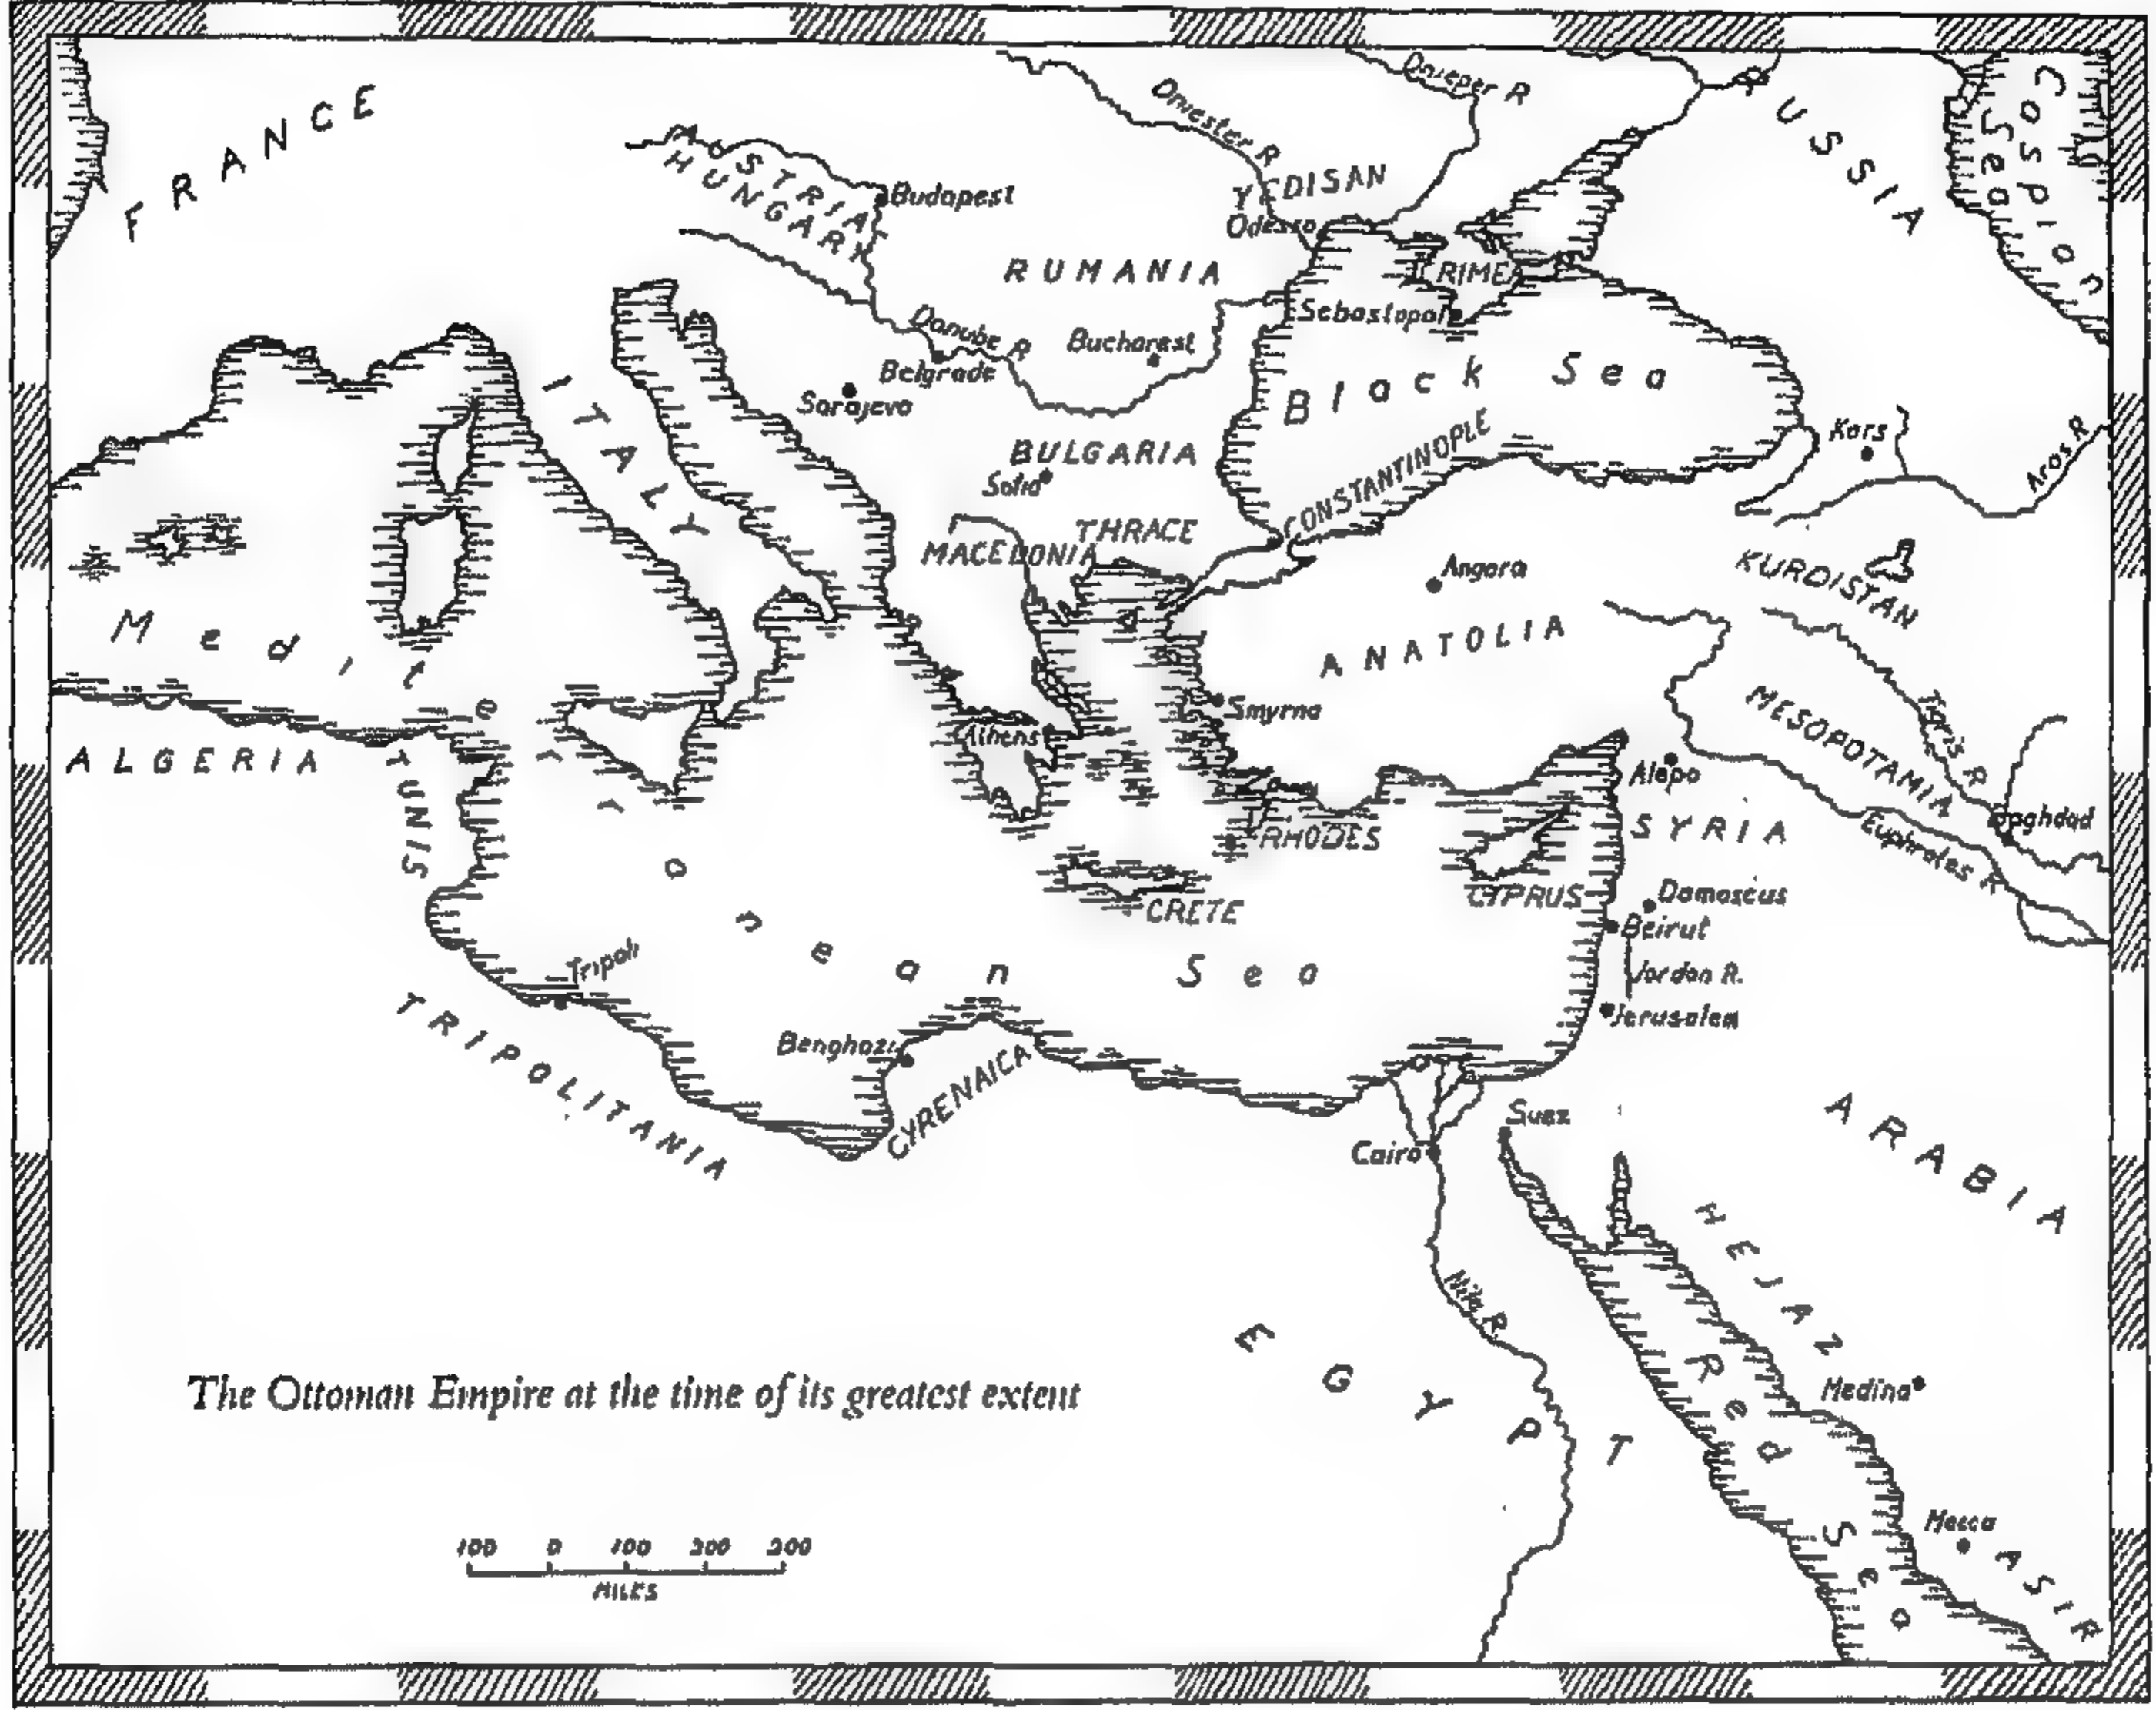 FRANCE
Dnieper R
Dniester R
RUSSIA
Caspian
Sea
AUSTRIA
HUNGARY
Budapest
YEDISAN
Odessa
RUMANIA
CRIMEA
Sebastopol
Danube R
Bucharest
Belgrade
Sarajevo
ITALY
Black Sea
BULGARIA
Sofia
CONSTANTINOPLE
Kars
Aras R
THRACE
MACEDONIA
Angora
KURDISTAN
ANATOLIA
Mediterranean Sea
Smyrna
Athens
MESOPOTAMIA
Tigris R
ALGERIA
TUNIS
Alepo
SYRIA
Baghdad
Euphrates R
RHODES
CYPRUS
CRETE
Damascus
Beirut
Jordan R.
Jerusalem
Tripoli
TRIPOLITANIA
Benghazi
CYRENAICA
Suez
Cairo
ARABIA
HEJAZ
Nile R
EGYPT
Red Sea
Medina
Mecca
ASIR
The Ottoman Empire at the time of its greatest extent
100 0 100 200 300
MILES